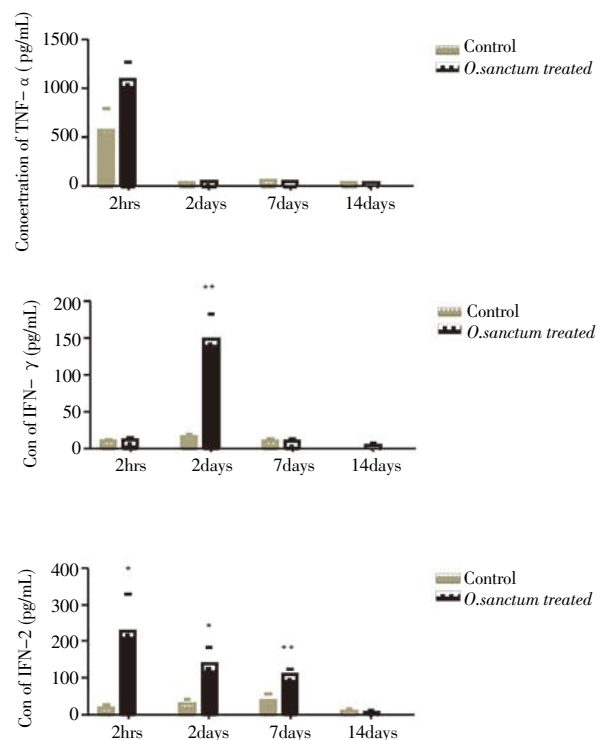 Conoertration of TNF- α ( pg/mL)
1500
1000
500
0
2hrs 2days 7days 14days
Control
O.sanctum treated
Con of IFN- γ (pg/mL)
200
150
100
50
0
**
2hrs 2days 7days 14days
Control
O.sanctum treated
Con of IFN-2 (pg/mL)
400
300
200
100
0
*
*
**
2hrs 2days 7days 14days
Control
O.sanctum treated